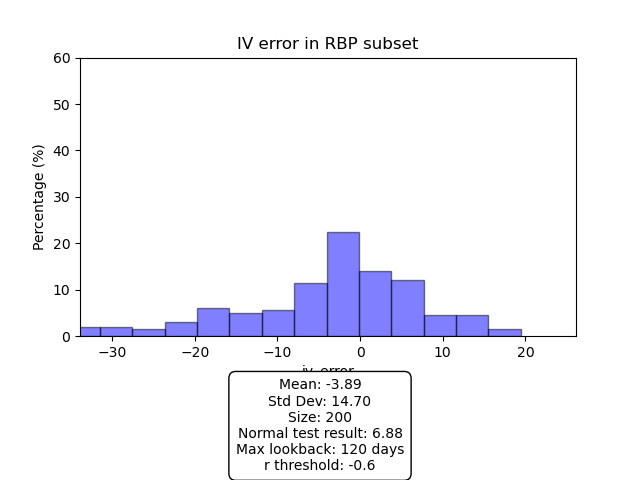 IV error in RBP subset
60
50
40
30
20
10
0
Percentage (%)
−30
−20
−10
0
10
20
iv_error
Mean: -3.89
Std Dev: 14.70
Size: 200
Normal test result: 6.88
Max lookback: 120 days
r threshold: -0.6